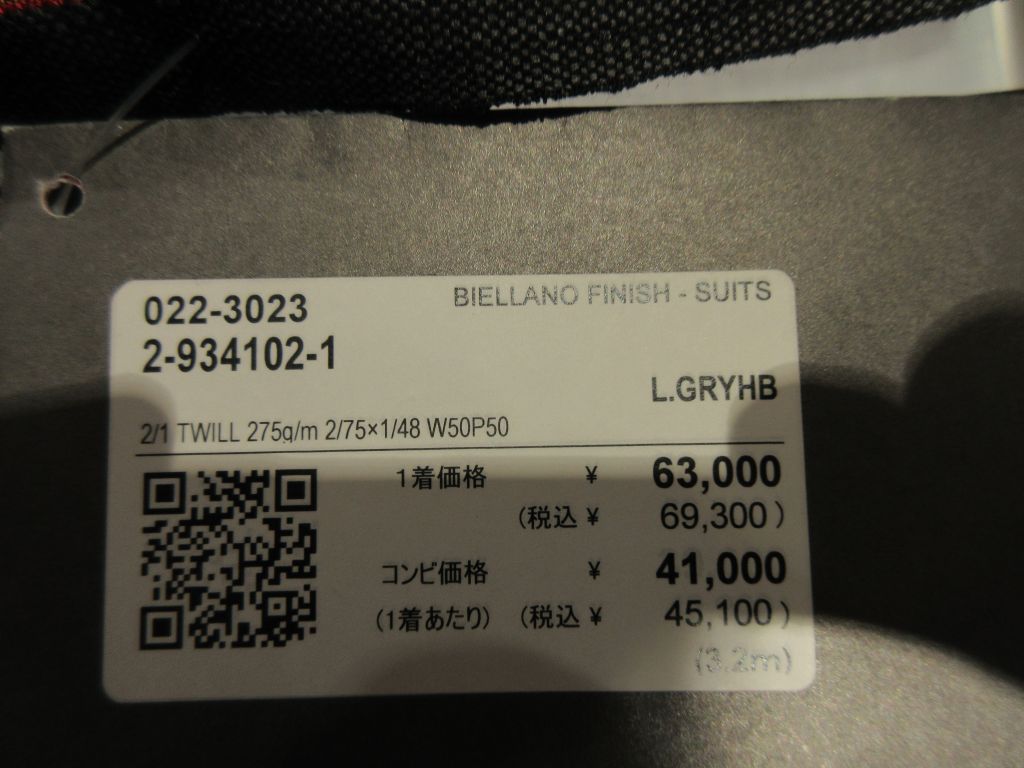 022-3023
BIELLANO FINISH - SUITS
2-934102-1
L.GRYHB
2/1 TWILL 275g/m 2/75×1/48 W50P50
1着価格 ¥ 63,000
(税込 ¥ 69,300)
コンビ価格 ¥ 41,000
(1着あたり) (税込 ¥ 45,100)
(3.2m)